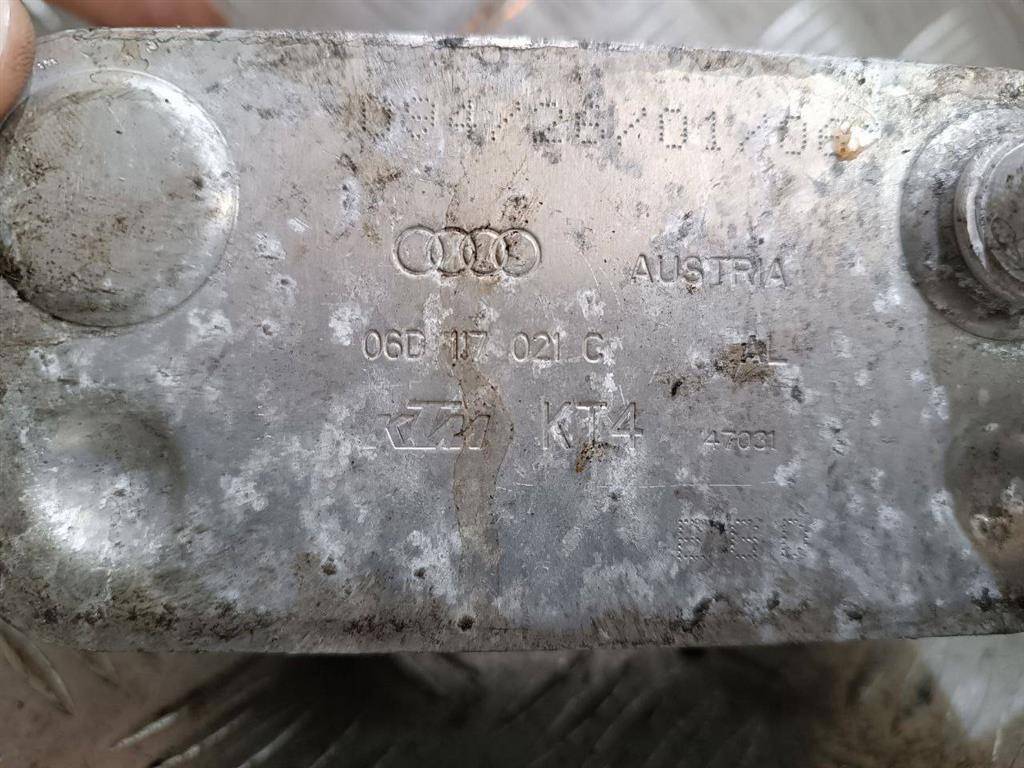 AUSTRIA
06D 117 021 C
AL
KTM KT4 47031